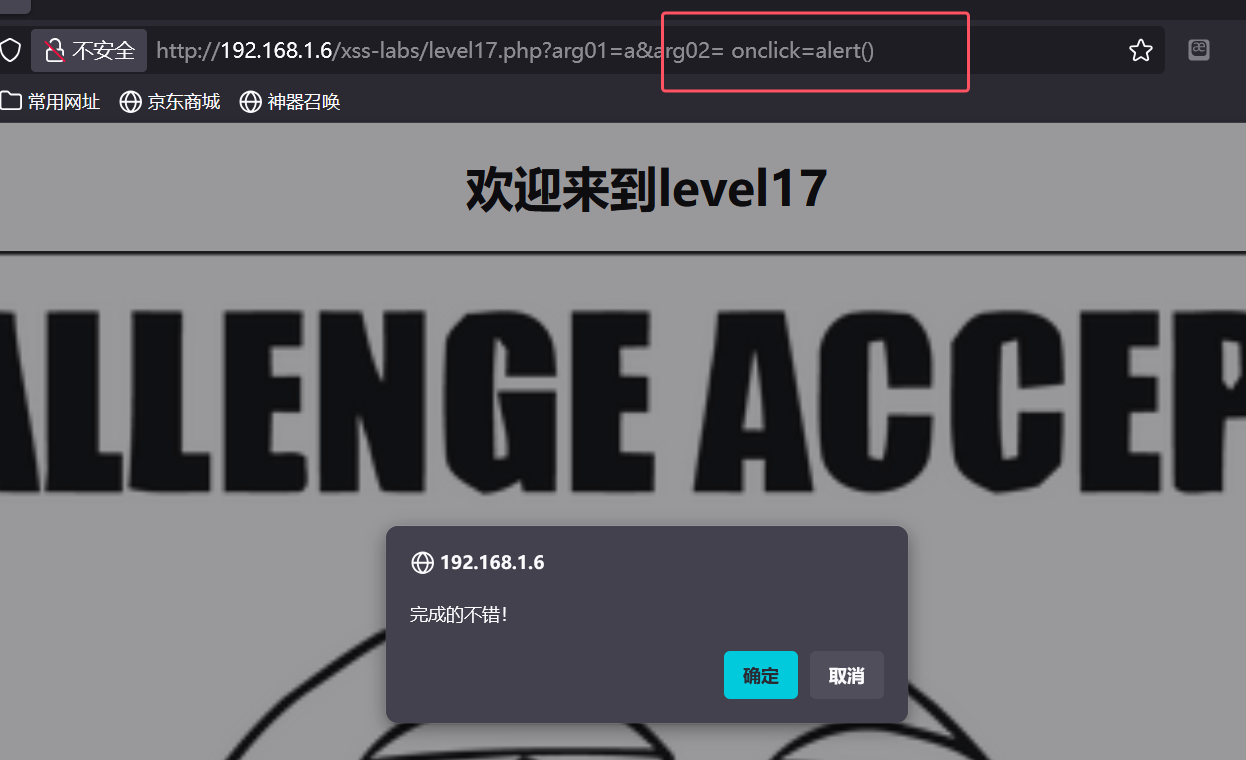 不安全 http://192.168.1.6/xss-labs/level17.php?arg01=a&arg02= onclick=alert()
常用网址 京东商城 神器召唤
欢迎来到level17
ALLENGE ACCEP
192.168.1.6
完成的不错！
确定 取消